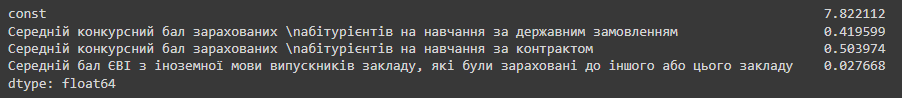 const 7.822112
Середній конкурсний бал зарахованих \nабітурієнтів на навчання за державним замовленням 0.419599
Середній конкурсний бал зарахованих \nабітурієнтів на навчання за контрактом 0.503974
Середній бал ЄВІ з іноземної мови випускників закладу, які були зараховані до іншого або цього закладу 0.027668
dtype: float64